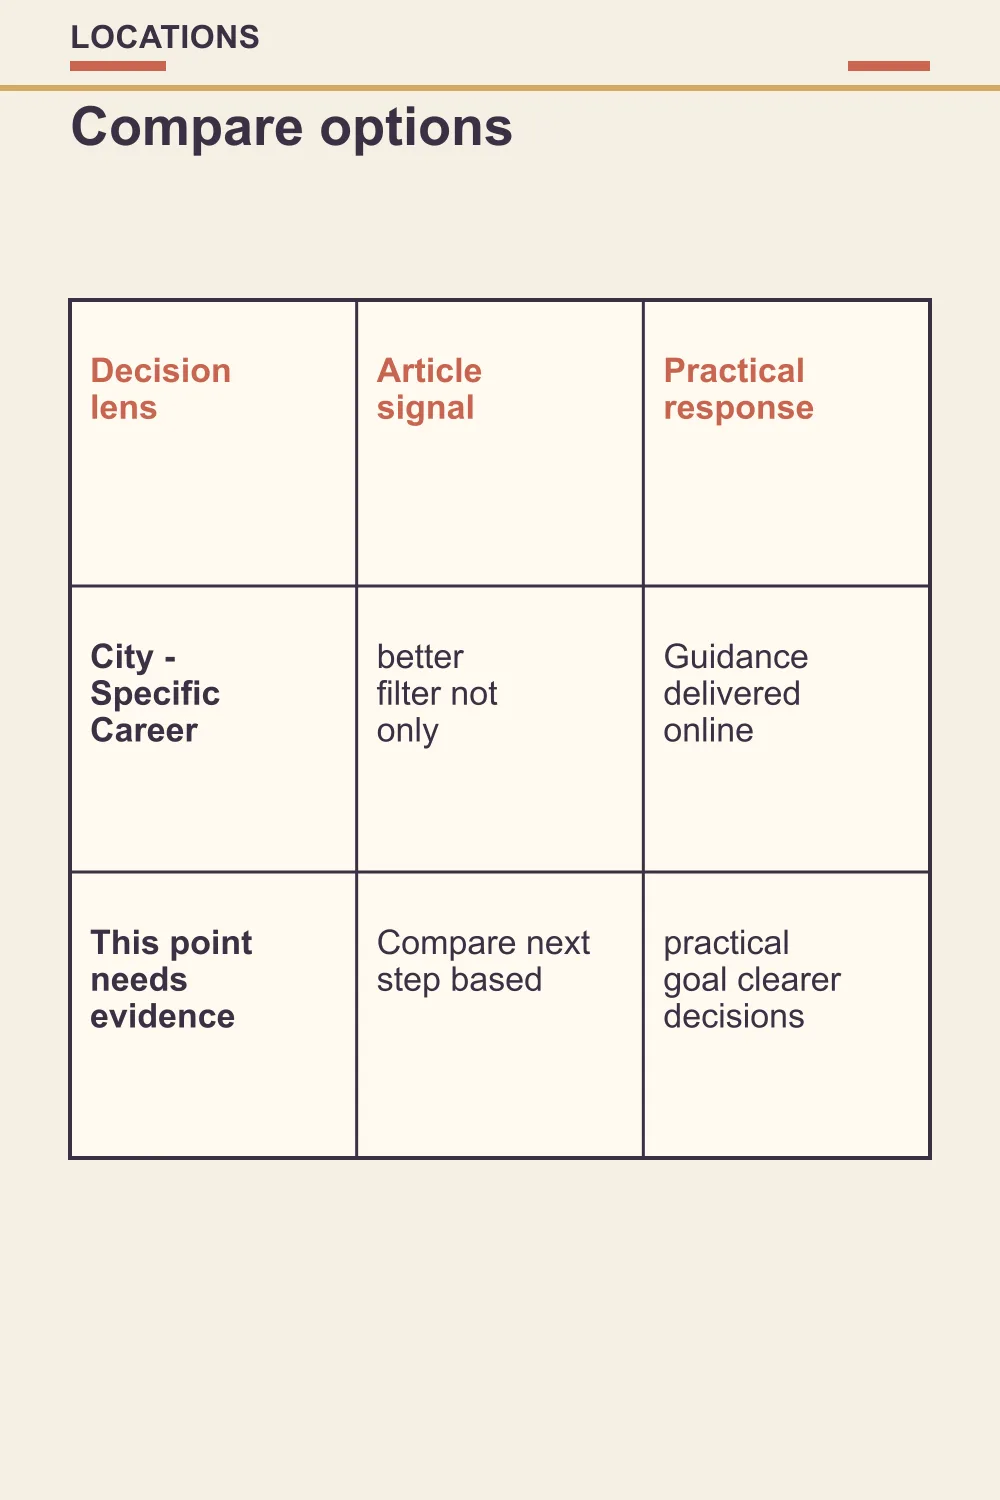 LOCATIONS
Compare options
Decision
lens
Article
signal
Practical
response
City -
Specific
Career
better
filter not
only
Guidance
delivered
online
This point
needs
evidence
Compare next
step based
practical
goal clearer
decisions